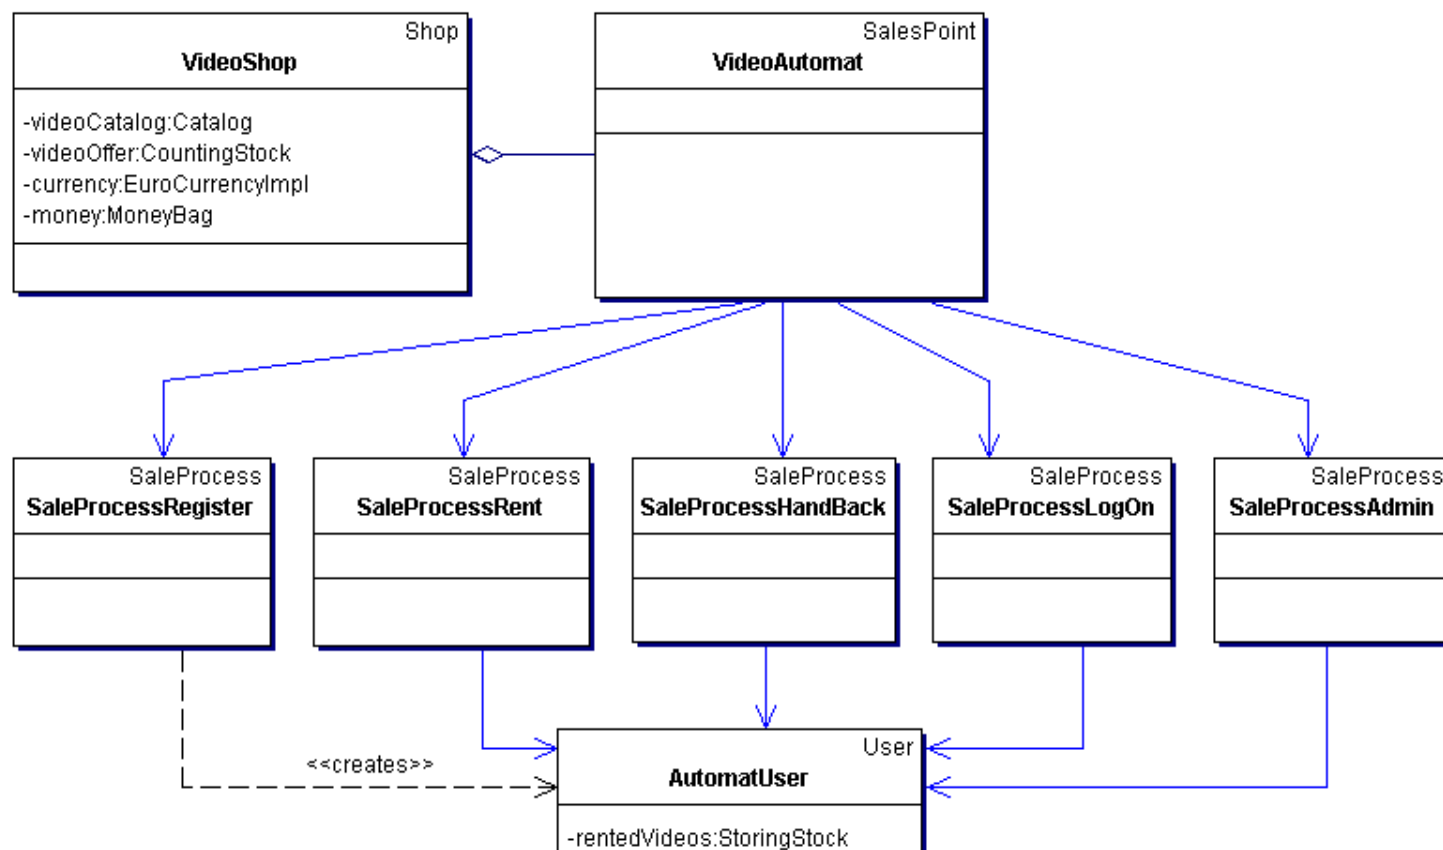 Shop
VideoShop
-videoCatalog:Catalog
-videoOffer:CountingStock
-currency:EuroCurrencyImpl
-money:MoneyBag
SalesPoint
VideoAutomat
SaleProcess
SaleProcessRegister
SaleProcess
SaleProcessRent
SaleProcess
SaleProcessHandBack
SaleProcess
SaleProcessLogOn
SaleProcess
SaleProcessAdmin
<<creates>>
User
AutomatUser
-rentedVideos:StoringStock